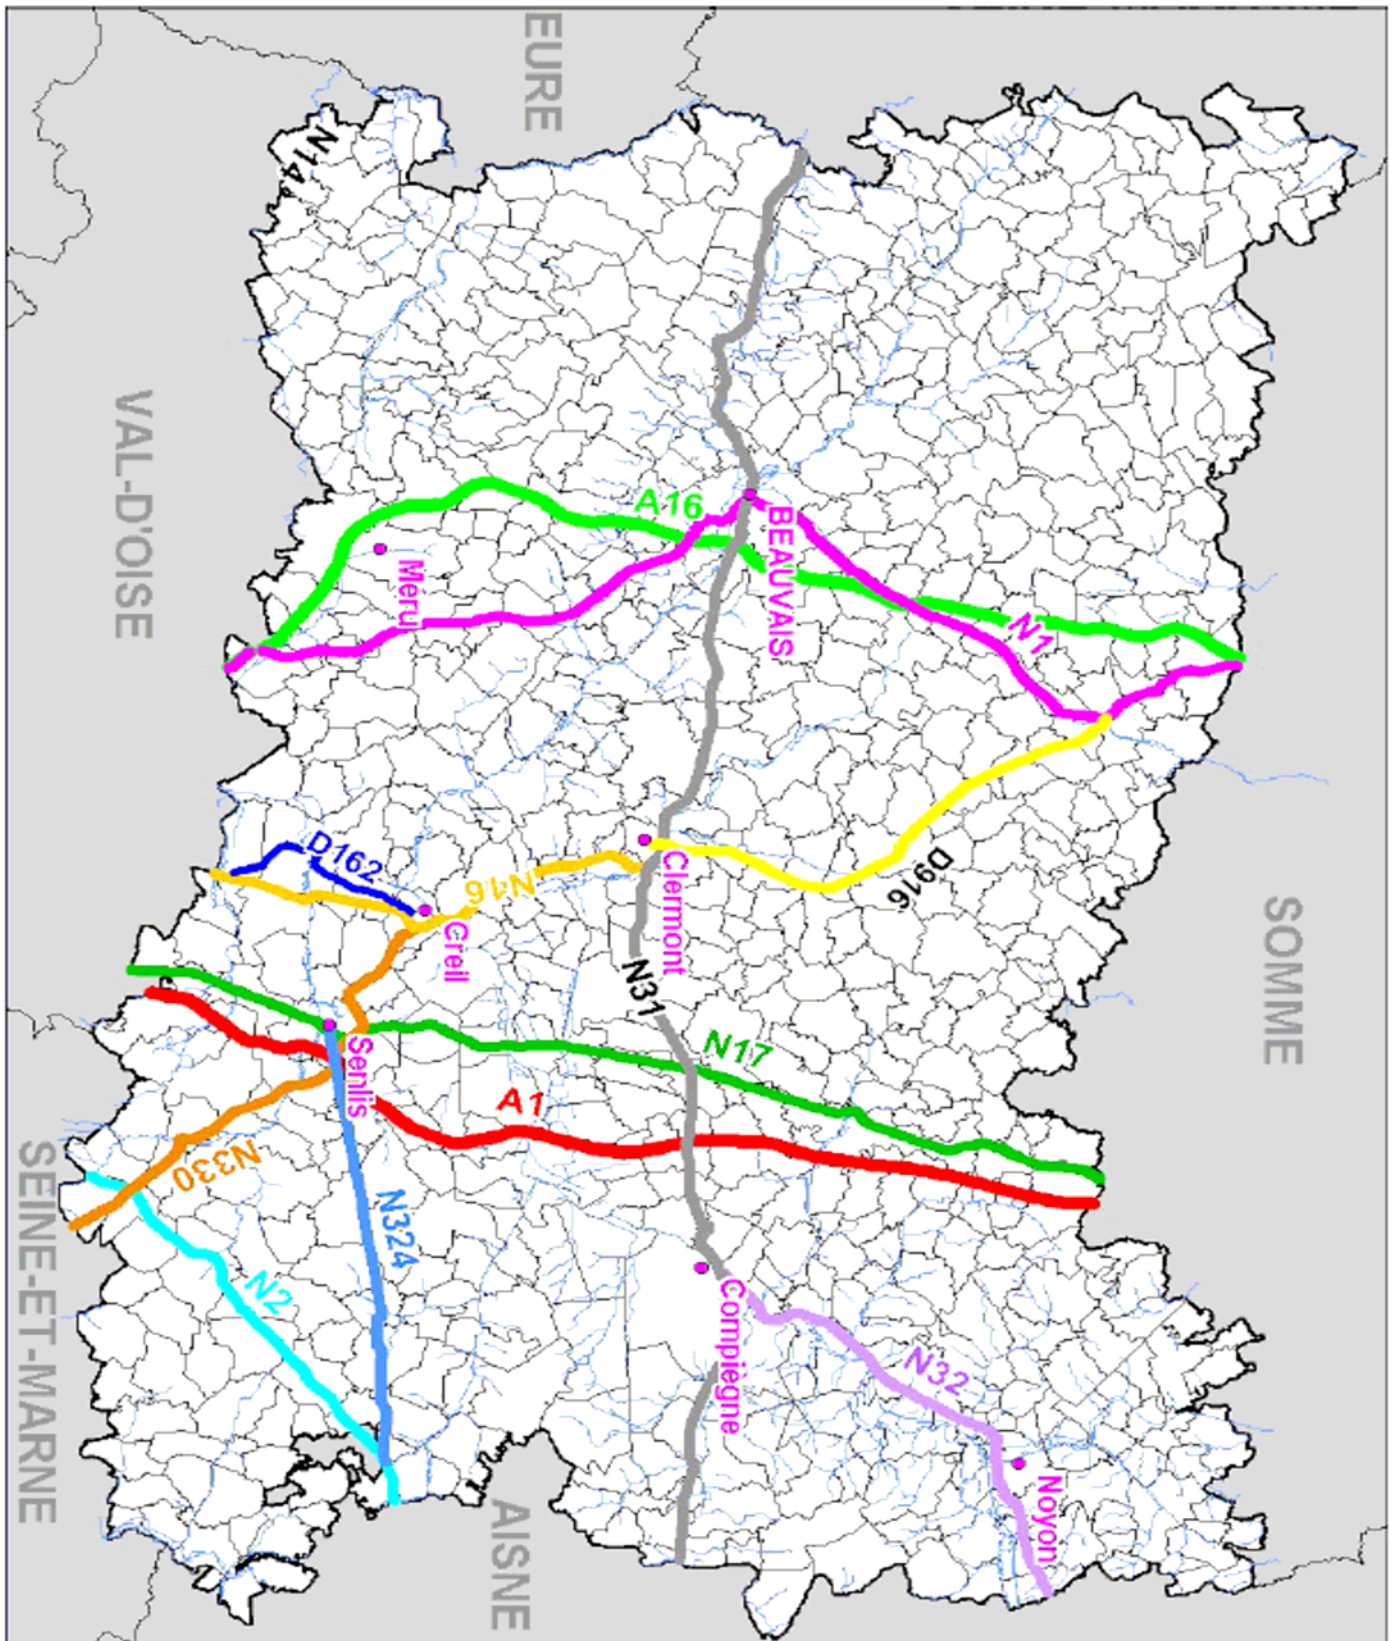 SOMME
EURE
N14
A16
BEAUVAIS
N1
Méru
VAL-D'OISE
D916
Clermont
N16
D162
Creil
N31
N17
A1
Senlis
N330
N324
N2
Compiègne
N32
Noyon
AISNE
SEINE-ET-MARNE